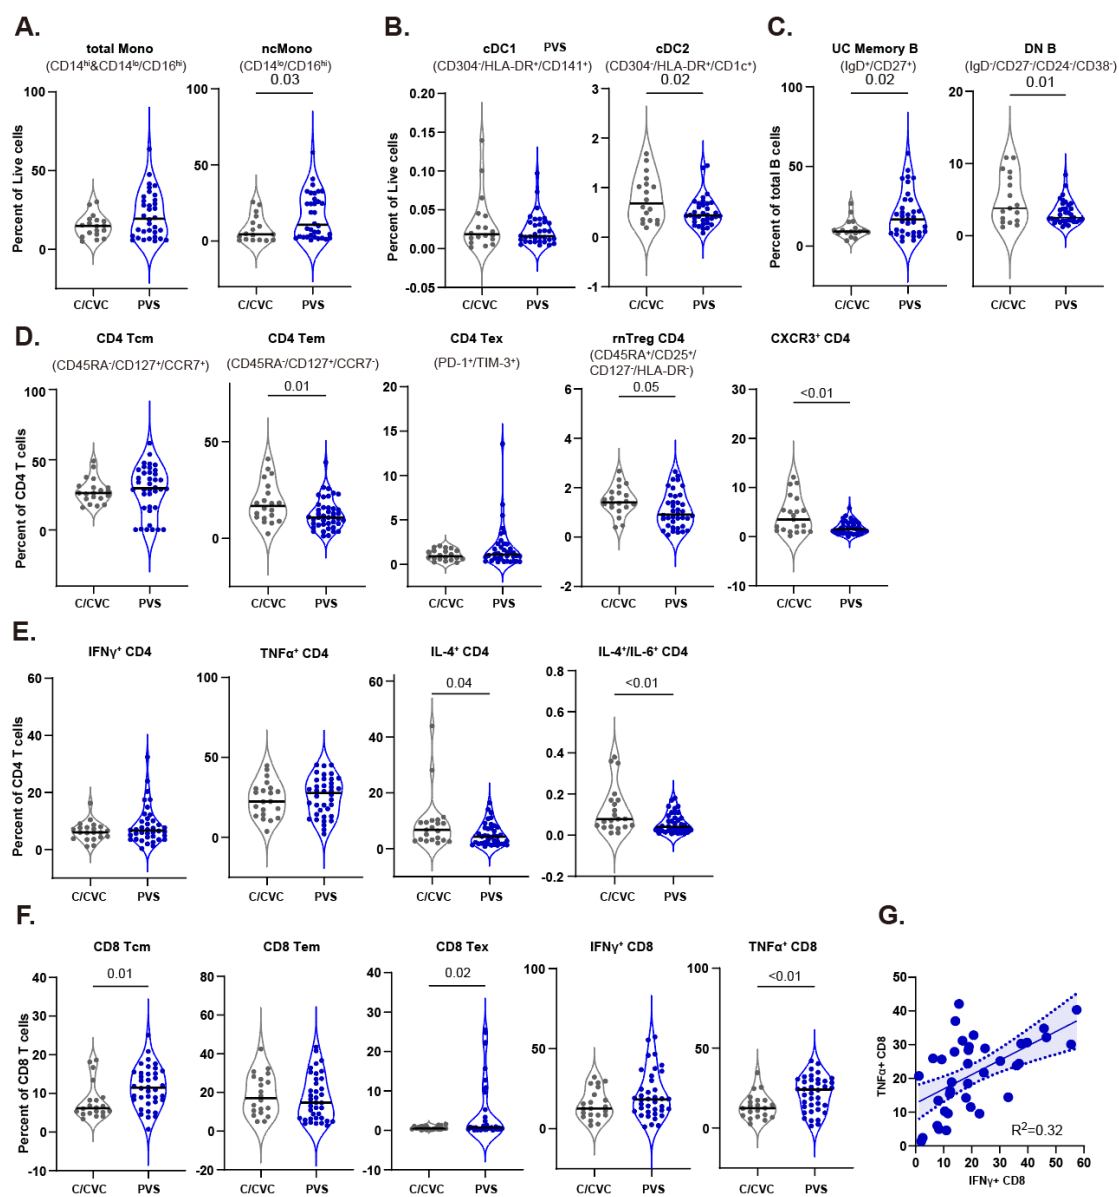 A.
total Mono
(CD14ʰⁱ&CD14ˡᵒ/CD16ʰⁱ)
ncMono
(CD14ˡᵒ/CD16ʰⁱ)
0.03
Percent of Live cells
100
50
0
C/CVC
PVS
100
50
0
C/CVC
PVS
B.
cDC1
PVS
(CD304⁻/HLA-DR⁺/CD141⁺)
cDC2
(CD304⁻/HLA-DR⁺/CD1c⁺)
0.02
Percent of Live cells
0.20
0.15
0.10
0.05
0.00
-0.05
C/CVC
PVS
3
2
1
0
-1
C/CVC
PVS
C.
UC Memory B
(IgD⁺/CD27⁺)
0.02
DN B
(IgD⁻/CD27⁻/CD24⁻/CD38⁻)
0.01
Percent of total B cells
100
50
0
C/CVC
PVS
20
10
0
C/CVC
PVS
D.
CD4 Tcm
(CD45RA⁻/CD127⁺/CCR7⁺)
CD4 Tem
(CD45RA⁻/CD127⁺/CCR7⁻)
0.01
CD4 Tex
(PD-1⁺/TIM-3⁺)
rnTreg CD4
(CD45RA⁺/CD25⁺/
CD127⁻/HLA-DR⁻)
0.05
CXCR3⁺ CD4
<0.01
Percent of CD4 T cells
100
50
0
C/CVC
PVS
50
0
C/CVC
PVS
20
15
10
5
0
C/CVC
PVS
6
4
2
0
-2
C/CVC
PVS
30
20
10
0
-10
C/CVC
PVS
E.
IFNγ⁺ CD4
TNFα⁺ CD4
IL-4⁺ CD4
0.04
IL-4⁺/IL-6⁺ CD4
<0.01
Percent of CD4 T cells
60
40
20
0
C/CVC
PVS
100
50
0
C/CVC
PVS
60
40
20
0
C/CVC
PVS
0.8
0.6
0.4
0.2
0.0
-0.2
C/CVC
PVS
F.
CD8 Tcm
0.01
CD8 Tem
CD8 Tex
0.02
IFNγ⁺ CD8
TNFα⁺ CD8
<0.01
Percent of CD8 T cells
40
30
20
10
0
-10
C/CVC
PVS
80
60
40
20
0
-20
C/CVC
PVS
40
30
20
10
0
-10
C/CVC
PVS
100
50
0
C/CVC
PVS
100
50
0
C/CVC
PVS
G.
TNFα+ CD8
50
40
30
20
10
0
R²=0.32
0 10 20 30 40 50 60
IFNγ+ CD8